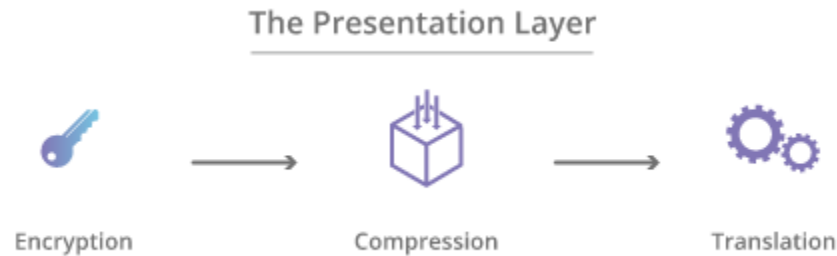 The Presentation Layer
Encryption
Compression
Translation